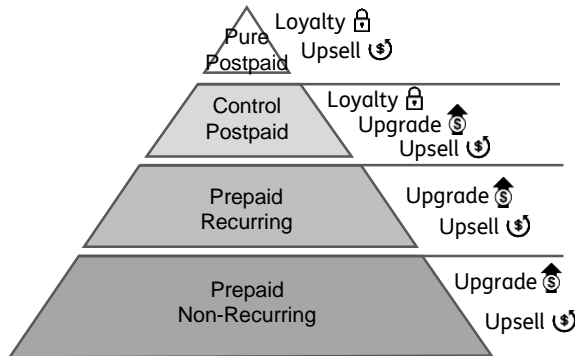 Pure
Postpaid
Loyalty
Upsell
Control
Postpaid
Loyalty
Upgrade
Upsell
Prepaid
Recurring
Upgrade
Upsell
Prepaid
Non-Recurring
Upgrade
Upsell